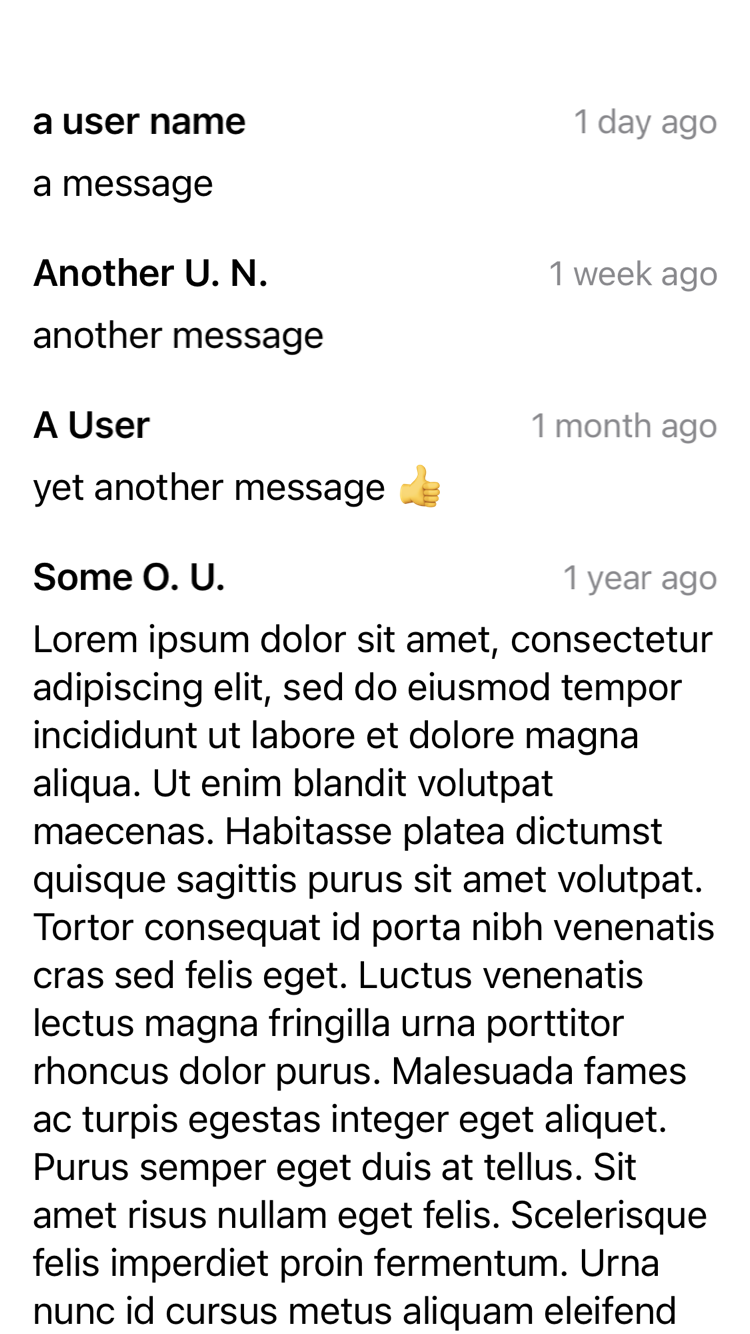 a user name 1 day ago
a message
Another U. N. 1 week ago
another message
A User 1 month ago
yet another message 👍
Some O. U. 1 year ago
Lorem ipsum dolor sit amet, consectetur
adipiscing elit, sed do eiusmod tempor
incididunt ut labore et dolore magna
aliqua. Ut enim blandit volutpat
maecenas. Habitasse platea dictumst
quisque sagittis purus sit amet volutpat.
Tortor consequat id porta nibh venenatis
cras sed felis eget. Luctus venenatis
lectus magna fringilla urna porttitor
rhoncus dolor purus. Malesuada fames
ac turpis egestas integer eget aliquet.
Purus semper eget duis at tellus. Sit
amet risus nullam eget felis. Scelerisque
felis imperdiet proin fermentum. Urna
nunc id cursus metus aliquam eleifend